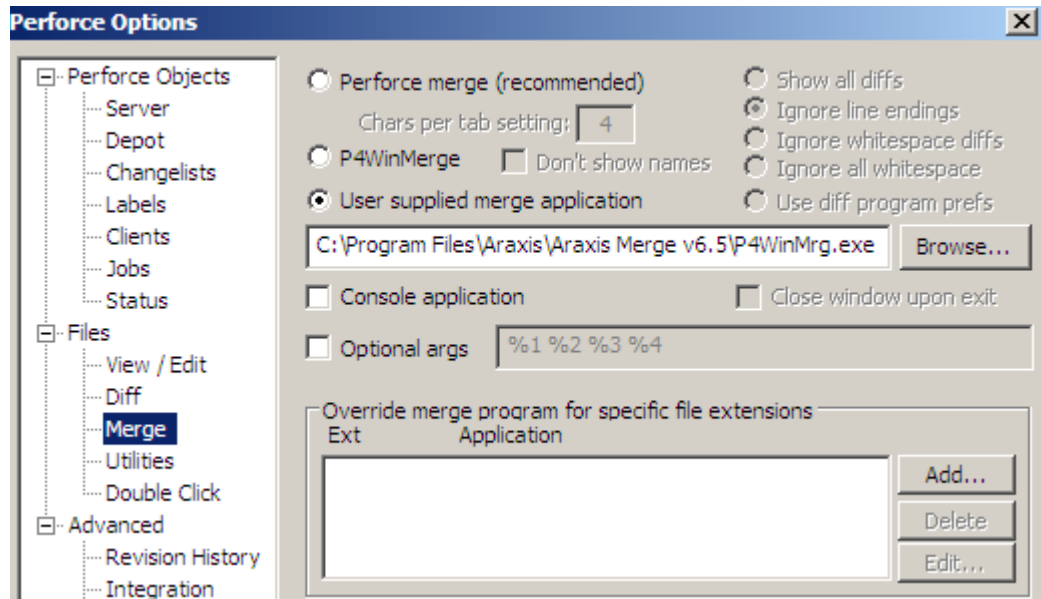 Perforce Options
Perforce Objects
Server
Depot
Changelists
Labels
Clients
Jobs
Status
Files
View / Edit
Diff
Merge
Utilities
Double Click
Advanced
Revision History
Integration
Perforce merge (recommended)
Chars per tab setting: 4
P4WinMerge Don't show names
User supplied merge application
Show all diffs
Ignore line endings
Ignore whitespace diffs
Ignore all whitespace
Use diff program prefs
C:\Program Files\Araxis\Araxis Merge v6.5\P4WinMrg.exe Browse...
Console application Close window upon exit
Optional args %1 %2 %3 %4
Override merge program for specific file extensions
Ext Application
Add...
Delete
Edit...